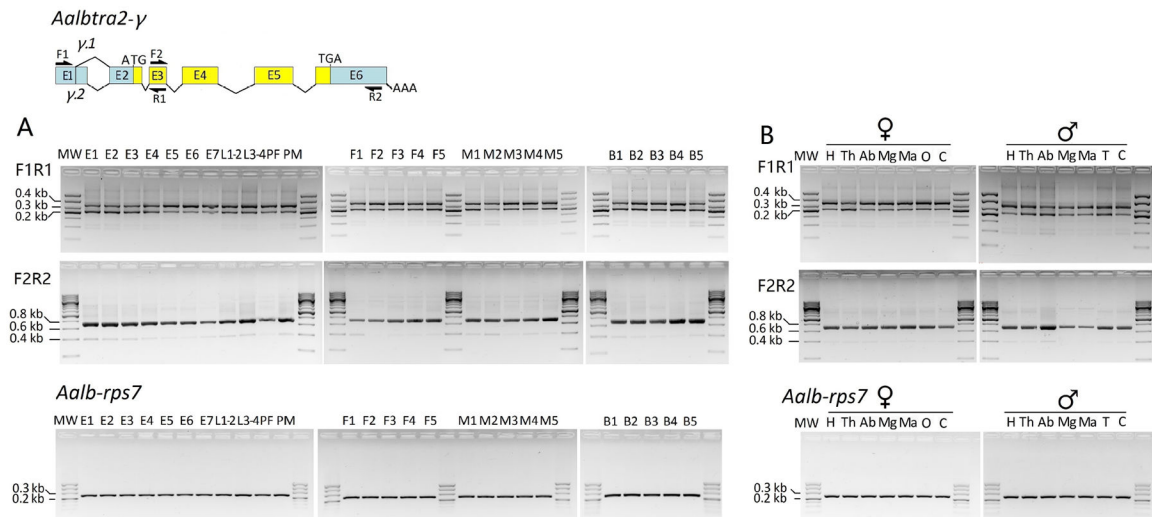 Aalbtra2-γ
γ.1
F1
ATG
F2
TGA
E1 E2 E3 E4 E5 E6
AAA
γ.2
R1
R2
A
MW E1 E2 E3 E4 E5 E6 E7 L1-2 L3-4 PF PM
F1 F2 F3 F4 F5
M1 M2 M3 M4 M5
B1 B2 B3 B4 B5
F1R1
0.4 kb
0.3 kb
0.2 kb
F2R2
0.8 kb
0.6 kb
0.4 kb
Aalb-rps7
MW E1 E2 E3 E4 E5 E6 E7 L1-2 L3-4 PF PM
F1 F2 F3 F4 F5
M1 M2 M3 M4 M5
B1 B2 B3 B4 B5
0.3 kb
0.2 kb
B
♀
♂
MW H Th Ab Mg Ma O C
H Th Ab Mg Ma T C
F1R1
0.4 kb
0.3 kb
0.2 kb
F2R2
0.8 kb
0.6 kb
0.4 kb
Aalb-rps7
♀
♂
MW H Th Ab Mg Ma O C
H Th Ab Mg Ma T C
0.3 kb
0.2 kb